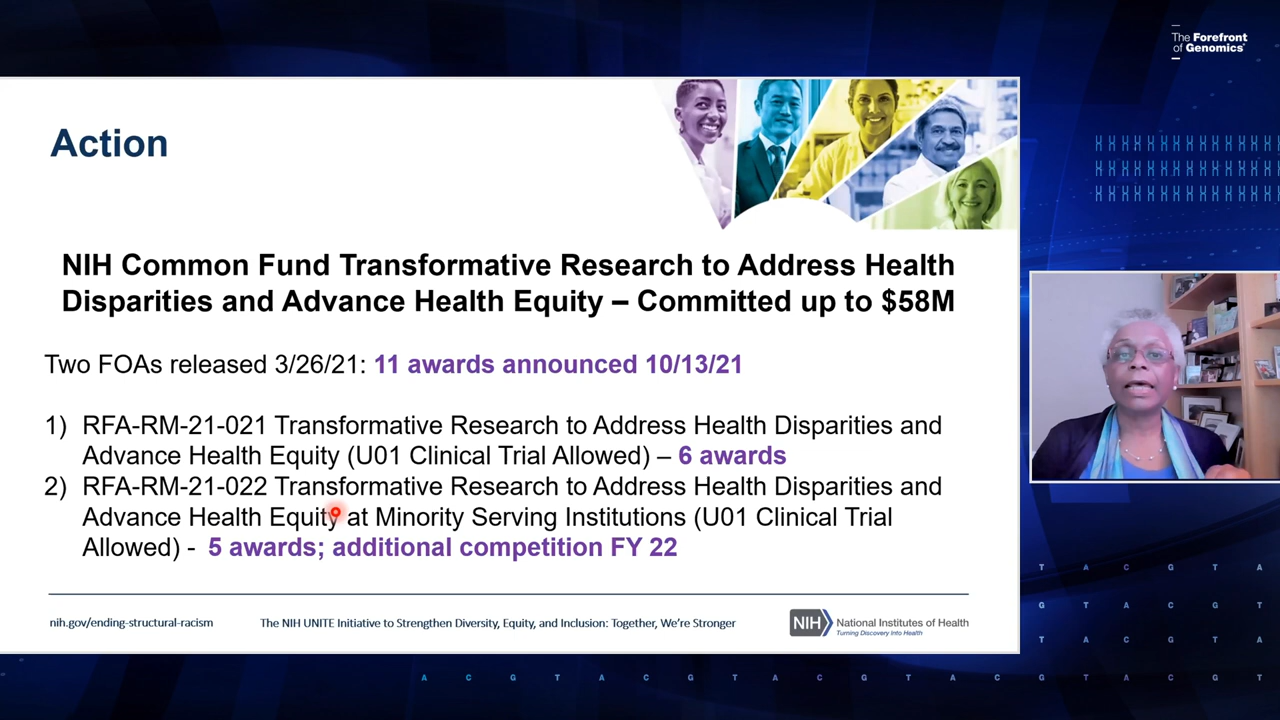 The Forefront
of Genomics®
Action
NIH Common Fund Transformative Research to Address Health
Disparities and Advance Health Equity – Committed up to $58M
Two FOAs released 3/26/21: 11 awards announced 10/13/21
1) RFA-RM-21-021 Transformative Research to Address Health Disparities and
Advance Health Equity (U01 Clinical Trial Allowed) – 6 awards
2) RFA-RM-21-022 Transformative Research to Address Health Disparities and
Advance Health Equity at Minority Serving Institutions (U01 Clinical Trial
Allowed) - 5 awards; additional competition FY 22
nih.gov/ending-structural-racism
The NIH UNITE Initiative to Strengthen Diversity, Equity, and Inclusion: Together, We’re Stronger
NIH National Institutes of Health
Turning Discovery Into Health
T A C G T A
G T A C G T
T A C G T A
A C G T A C G T A C G T A C G T A C G T